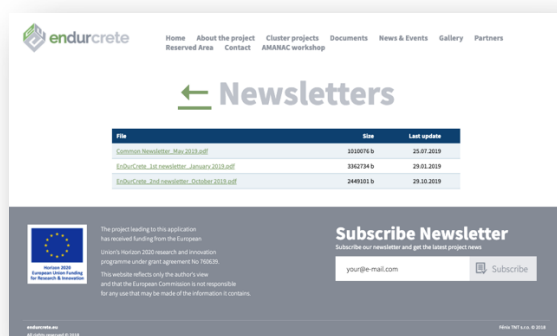 endurcrete
Home About the project Cluster projects Documents News & Events Gallery Partners
Reserved Area Contact AMANAC workshop
← Newsletters
File Size Last update
Common Newsletter_May 2019.pdf 1010076 b 25.07.2019
EnDurCrete_1st newsletter_January 2019.pdf 3362734 b 29.01.2019
EnDurCrete_2nd newsletter_October 2019.pdf 2449101 b 29.10.2019
Horizon 2020
European Union Funding
for Research & Innovation
The project leading to this application
has received funding from the European
Union's Horizon 2020 research and innovation
programme under grant agreement No 760639.
This website reflects only the author's view
and that the European Commission is not responsible
for any use that may be made of the information it contains.
Subscribe Newsletter
Subscribe our newsletter and get the latest project news
your@e-mail.com Subscribe
endurcrete.eu
All rights reserved © 2018
TMT s.r.o. © 2018